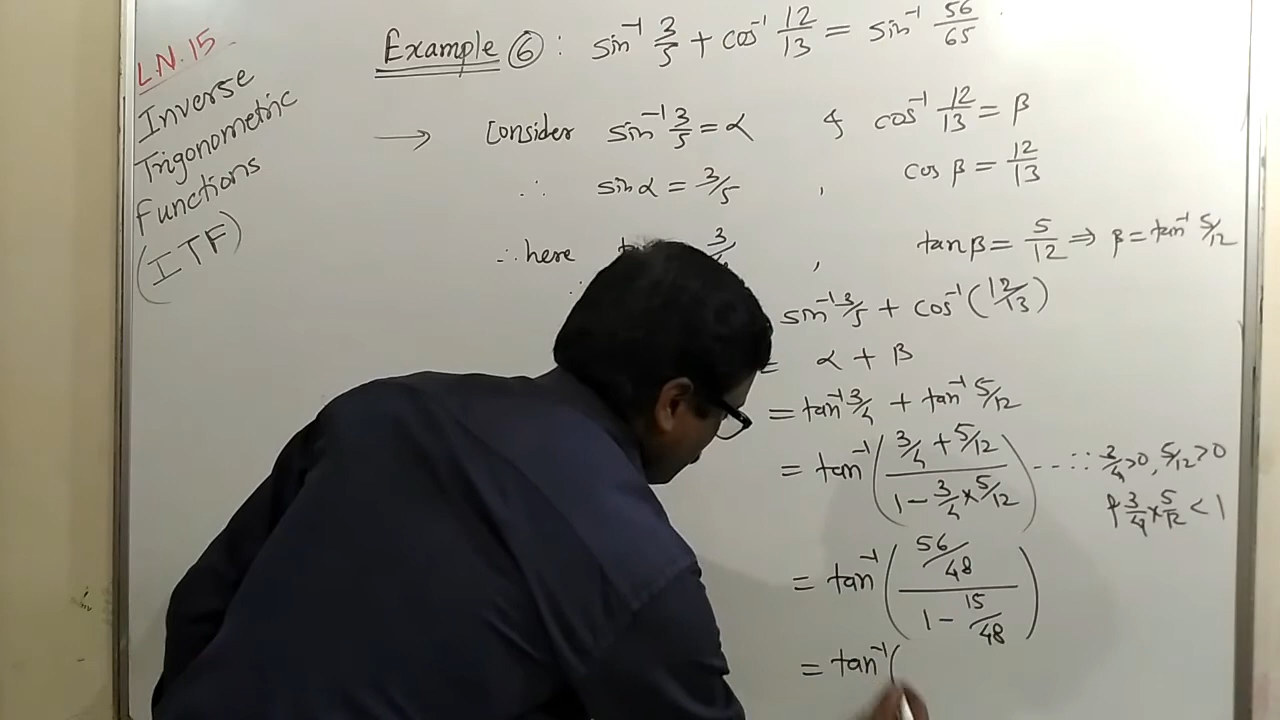 L.N.15
Inverse
Trigonometric
Functions
(ITF)
Example ⑥ : sin⁻¹ 3/5 + cos⁻¹ 12/13 = sin⁻¹ 56/65
→ Consider sin⁻¹ 3/5 = α & cos⁻¹ 12/13 = β
∴ sin α = 3/5 , cos β = 12/13
∴ here , tan β = 5/12 ⇒ β = tan⁻¹ 5/12
sin⁻¹ 3/5 + cos⁻¹ (12/13)
= α + β
= tan⁻¹ 3/4 + tan⁻¹ 5/12
= tan⁻¹ ( (3/4 + 5/12) / (1 - 3/4 × 5/12) ) ---- ∵ 3/4 > 0, 5/12 > 0
& 3/4 × 5/12 < 1
= tan⁻¹ ( (56/48) / (1 - 15/48) )
= tan⁻¹ (